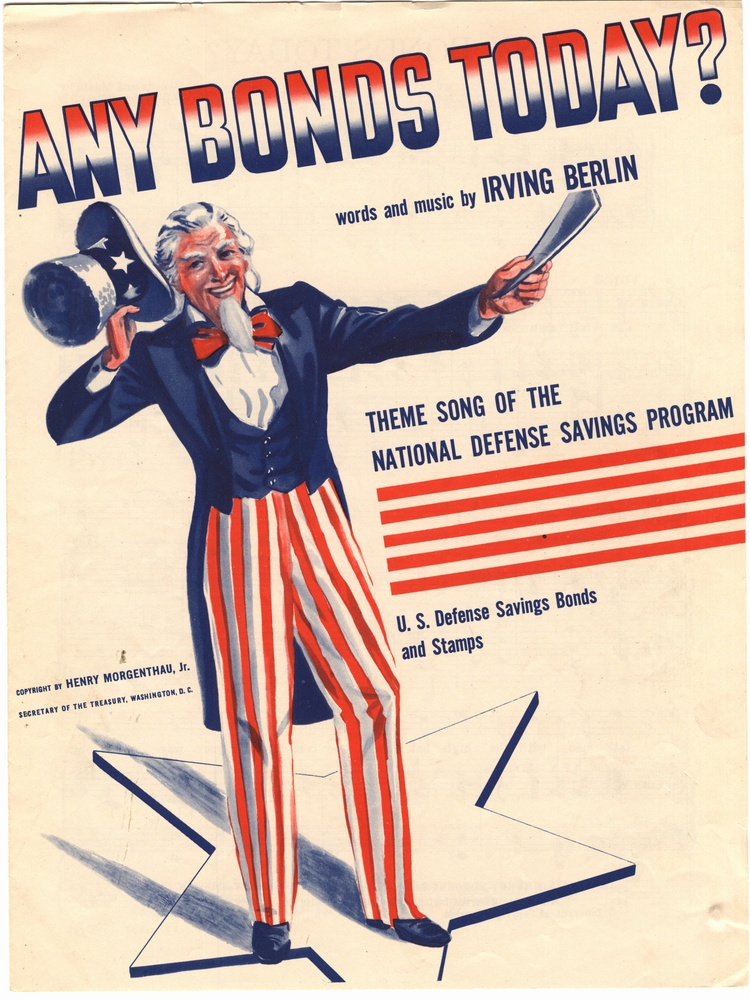 ANY BONDS TODAY?
words and music by IRVING BERLIN
THEME SONG OF THE
NATIONAL DEFENSE SAVINGS PROGRAM
U. S. Defense Savings Bonds
and Stamps
COPYRIGHT BY HENRY MORGENTHAU, Jr.
SECRETARY OF THE TREASURY, WASHINGTON, D. C.